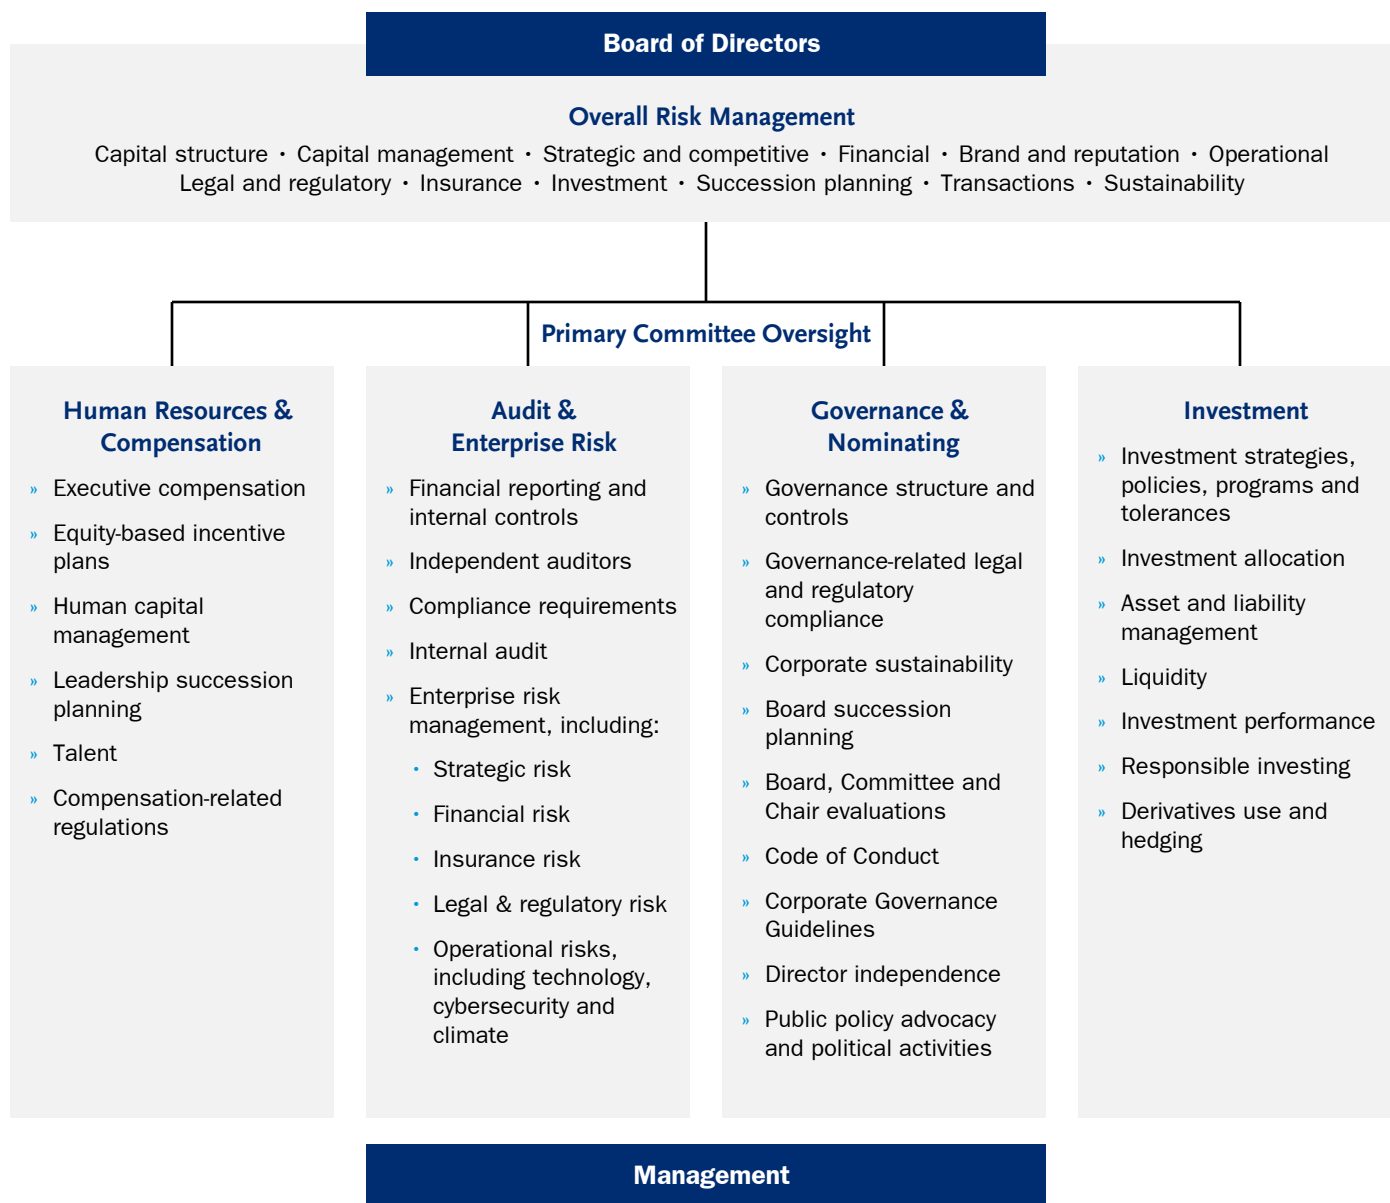 Board of Directors
Overall Risk Management
Capital structure • Capital management • Strategic and competitive • Financial • Brand and reputation • Operational
Legal and regulatory • Insurance • Investment • Succession planning • Transactions • Sustainability
Primary Committee Oversight
Human Resources &
Compensation
» Executive compensation
» Equity-based incentive
plans
» Human capital
management
» Leadership succession
planning
» Talent
» Compensation-related
regulations
Audit &
Enterprise Risk
» Financial reporting and
internal controls
» Independent auditors
» Compliance requirements
» Internal audit
» Enterprise risk
management, including:
• Strategic risk
• Financial risk
• Insurance risk
• Legal & regulatory risk
• Operational risks,
including technology,
cybersecurity and
climate
Governance &
Nominating
» Governance structure and
controls
» Governance-related legal
and regulatory
compliance
» Corporate sustainability
» Board succession
planning
» Board, Committee and
Chair evaluations
» Code of Conduct
» Corporate Governance
Guidelines
» Director independence
» Public policy advocacy
and political activities
Investment
» Investment strategies,
policies, programs and
tolerances
» Investment allocation
» Asset and liability
management
» Liquidity
» Investment performance
» Responsible investing
» Derivatives use and
hedging
Management